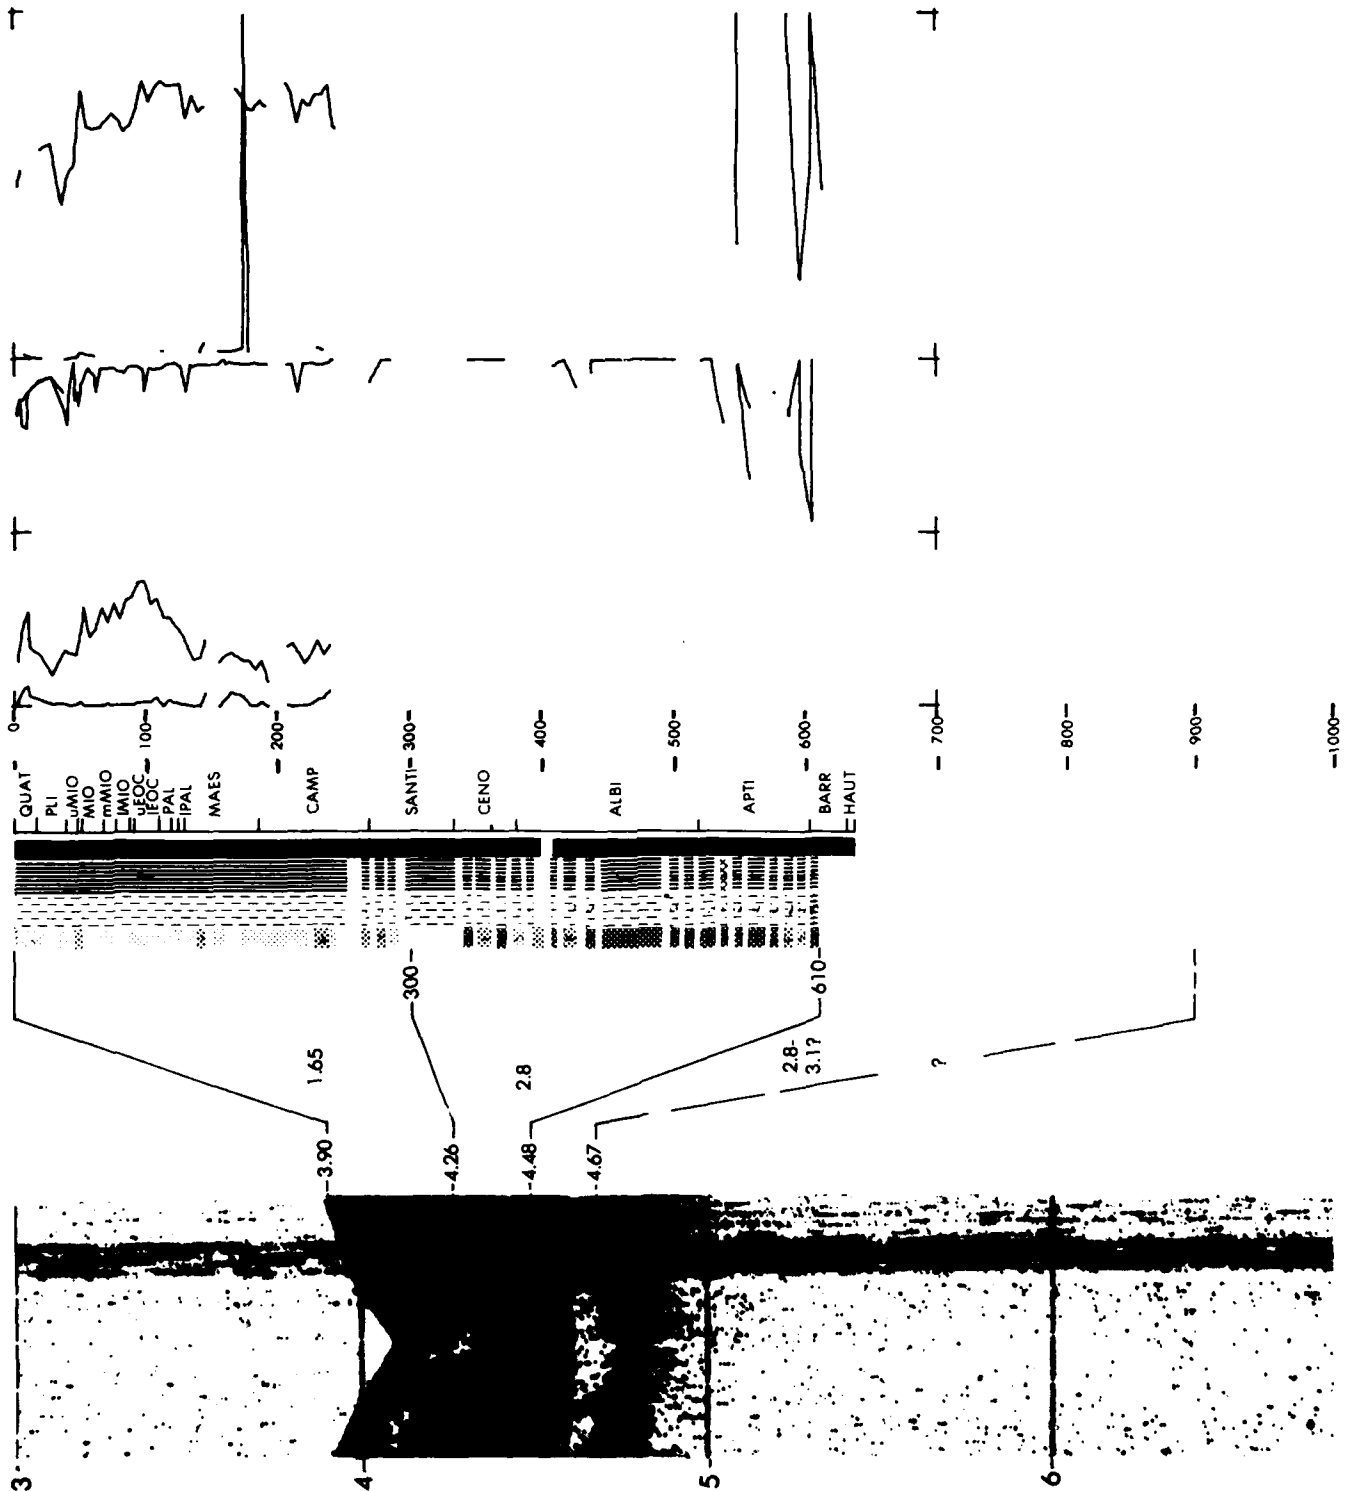 0
- 100-
- 200-
- 300-
- 400-
- 500-
- 600-
- 700-
- 800-
- 900-
-1000-
QUAT
PLI
uMIO
MIO
mMIO
lMIO
uEOC
lEOC
PAL
lPAL
MAES
CAMP
SANTI
CENO
ALBI
APTI
BARR
HAUT
300
610
1.65
2.8
2.8-
3.1?
?
3.90
4.26
4.48
4.67
3
4
5
6